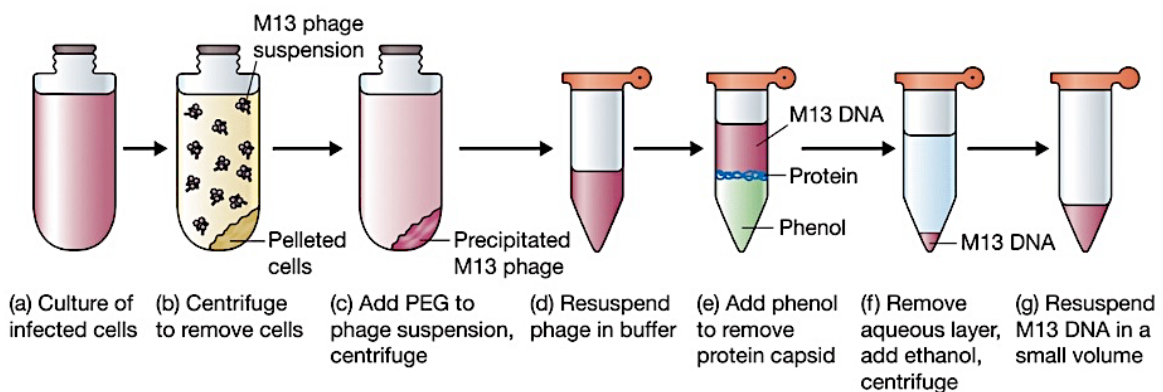 M13 phage
suspension
Pelleted
cells
Precipitated
M13 phage
M13 DNA
Protein
Phenol
M13 DNA
(a) Culture of
infected cells
(b) Centrifuge
to remove cells
(c) Add PEG to
phage suspension,
centrifuge
(d) Resuspend
phage in buffer
(e) Add phenol
to remove
protein capsid
(f) Remove
aqueous layer,
add ethanol,
centrifuge
(g) Resuspend
M13 DNA in a
small volume